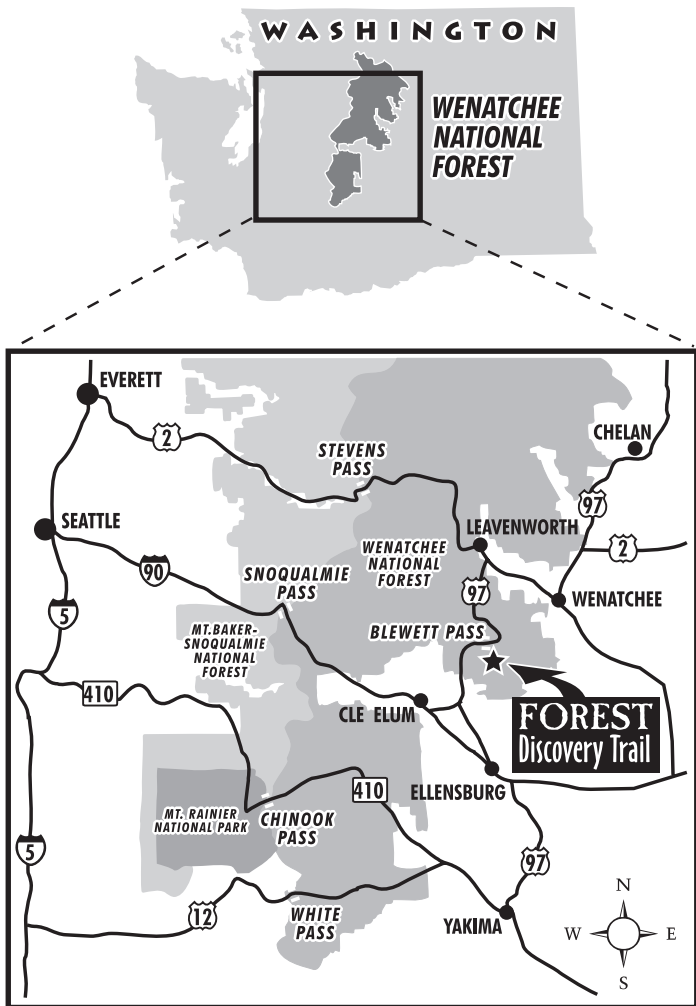 WASHINGTON
WENATCHEE
NATIONAL
FOREST
EVERETT
2
STEVENS
PASS
CHELAN
97
SEATTLE
LEAVENWORTH
2
90
SNOQUALMIE
PASS
WENATCHEE
NATIONAL
FOREST
97
WENATCHEE
5
MT.BAKER-
SNOQUALMIE
NATIONAL
FOREST
BLEWETT PASS
410
CLE ELUM
FOREST
Discovery Trail
MT. RAINIER
NATIONAL PARK
CHINOOK
PASS
410
ELLENSBURG
5
97
12
WHITE
PASS
YAKIMA
N
W
E
S